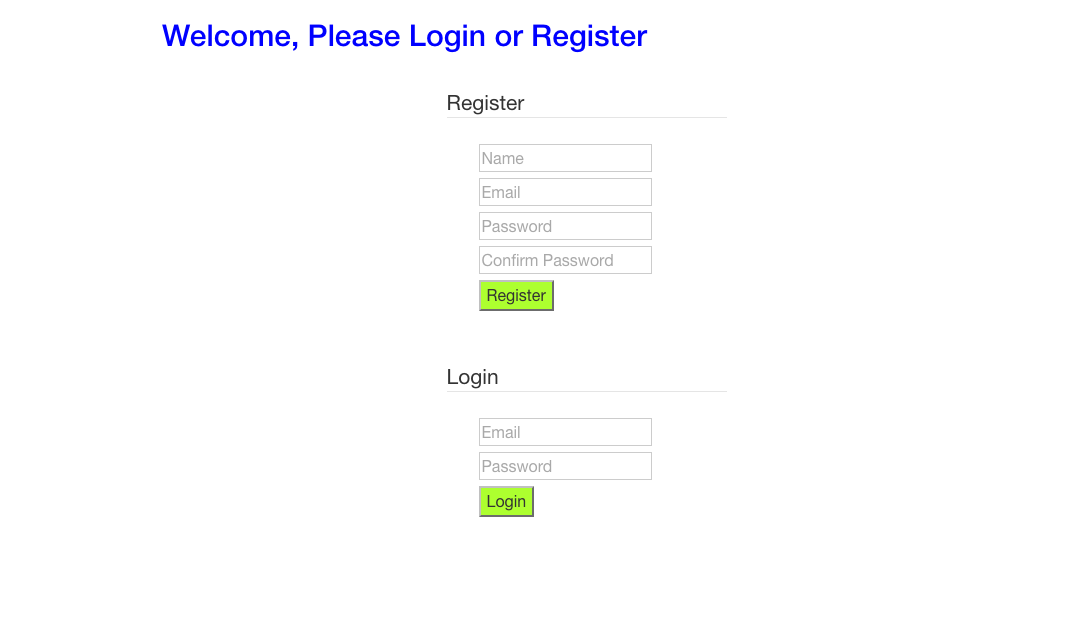 Welcome, Please Login or Register
Register
Name
Email
Password
Confirm Password
Register
Login
Email
Password
Login